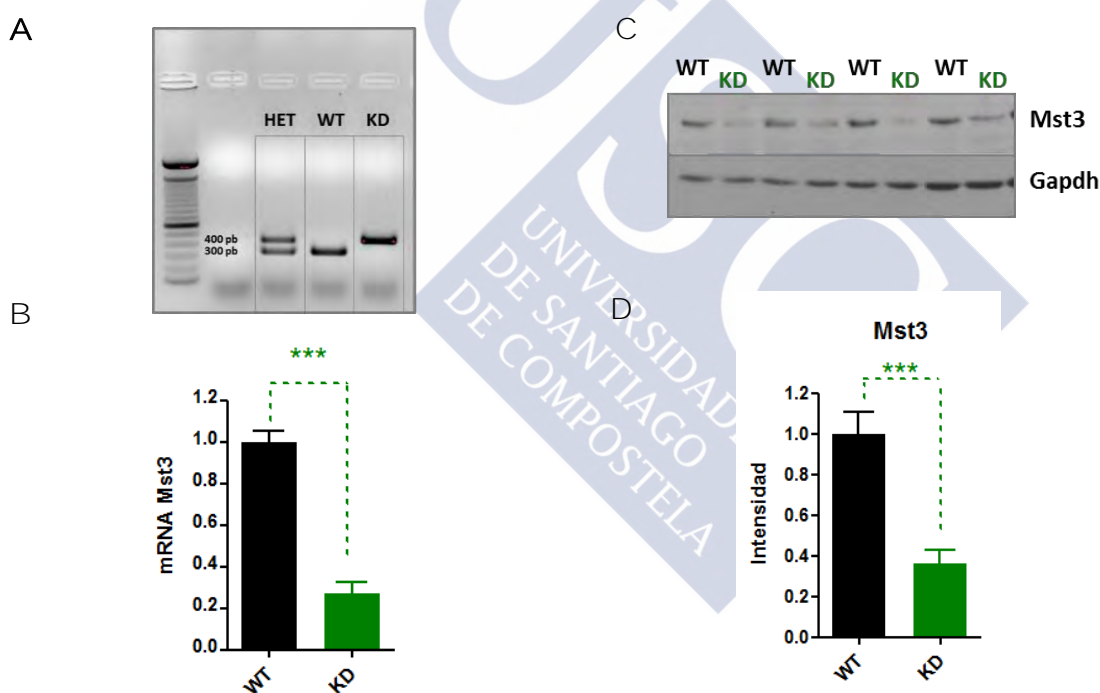 A
HET WT KD
400 pb
300 pb
B
***
mRNA Mst3
1.2
1.0
0.8
0.6
0.4
0.2
0.0
WT
KD
C
WT KD WT KD WT KD WT KD
Mst3
Gapdh
D
Mst3
***
Intensidad
1.2
1.0
0.8
0.6
0.4
0.2
0.0
WT
KD
UNIVERSIDADE
DE SANTIAGO
DE COMPOSTELA